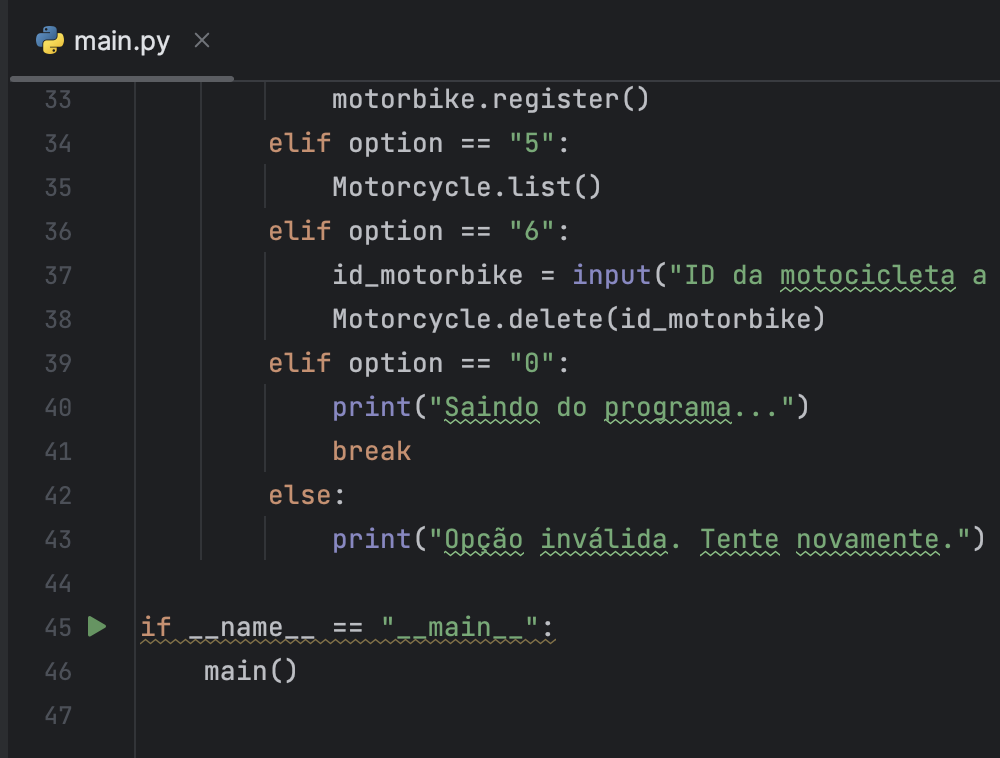 main.py
33 motorbike.register()
34 elif option == "5":
35 Motorcycle.list()
36 elif option == "6":
37 id_motorbike = input("ID da motocicleta a
38 Motorcycle.delete(id_motorbike)
39 elif option == "0":
40 print("Saindo do programa...")
41 break
42 else:
43 print("Opção inválida. Tente novamente.")
44
45 if __name__ == "__main__":
46 main()
47